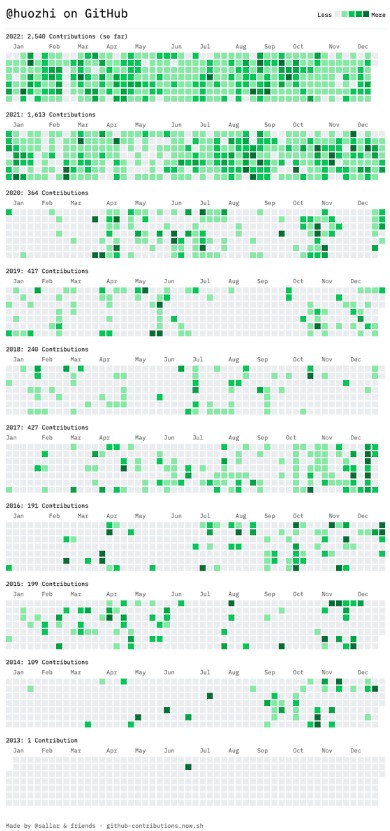 @huozhi on GitHub
Less More
2022: 2,540 Contributions (so far)
Jan Feb Mar Apr May Jun Jul Aug Sep Oct Nov Dec
2021: 1,613 Contributions
Jan Feb Mar Apr May Jun Jul Aug Sep Oct Nov Dec
2020: 364 Contributions
Jan Feb Mar Apr May Jun Jul Aug Sep Oct Nov Dec
2019: 417 Contributions
Jan Feb Mar Apr May Jun Jul Aug Sep Oct Nov Dec
2018: 240 Contributions
Jan Feb Mar Apr May Jun Jul Aug Sep Oct Nov Dec
2017: 427 Contributions
Jan Feb Mar Apr May Jun Jul Aug Sep Oct Nov Dec
2016: 191 Contributions
Jan Feb Mar Apr May Jun Jul Aug Sep Oct Nov Dec
2015: 199 Contributions
Jan Feb Mar Apr May Jun Jul Aug Sep Oct Nov Dec
2014: 109 Contributions
Jan Feb Mar Apr May Jun Jul Aug Sep Oct Nov Dec
2013: 1 Contribution
Jan Feb Mar Apr May Jun Jul Aug Sep Oct Nov Dec
Made by @sallar & friends - github-contributions.now.sh